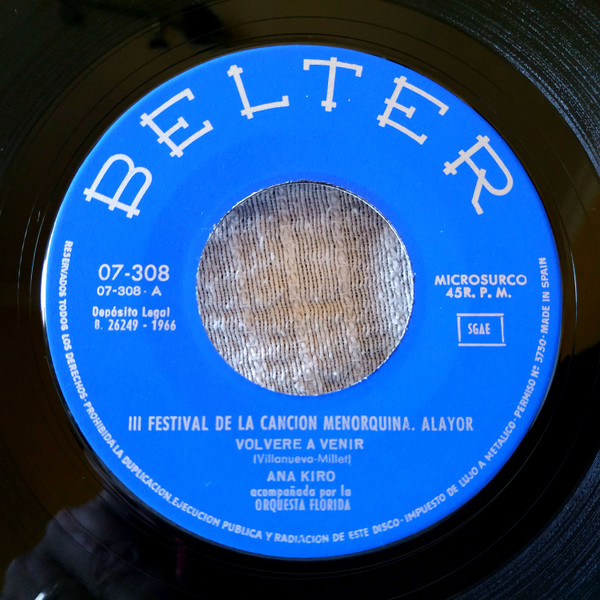 BELTER
07-308
07-308 - A
Depósito Legal
B. 26249 - 1966
MICROSURCO
45 R. P. M.
SGAE
III FESTIVAL DE LA CANCION MENORQUINA. ALAYOR
VOLVERE A VENIR
(Villanueva-Millet)
ANA KIRO
acompañada por la
ORQUESTA FLORIDA
RESERVADOS TODOS LOS DERECHOS-PROHIBIDA LA DUPLICACION, EJECUCION PUBLICA Y RADIACION DE ESTE DISCO-IMPUESTO DE LUJO A METALICO-PERMISO Nº 3730-MADE IN SPAIN